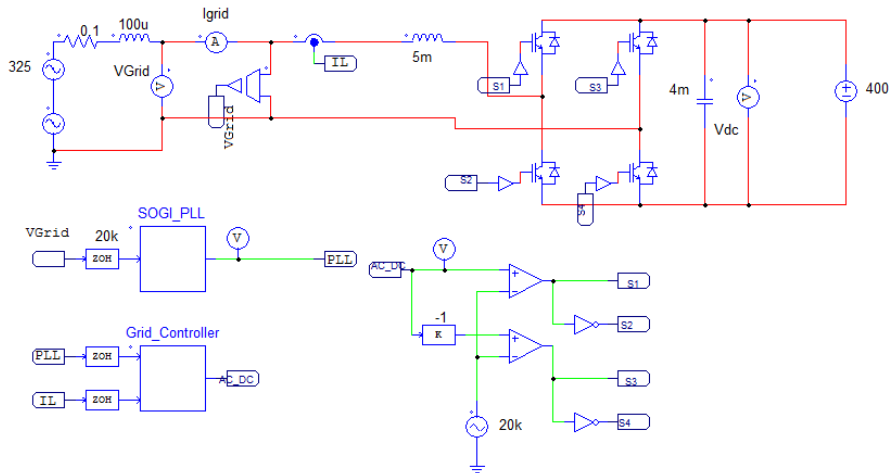 Igrid
0.1
100u
A
325
VGrid
V
VGrid
IL
5m
S1
S3
4m
V
Vdc
400
S2
S4
SOGI_PLL
VGrid
20k
ZOH
V
PLL
Grid_Controller
PLL
ZOH
IL
ZOH
AC_DC
AC_DC
V
-1
K
S1
S2
S3
S4
20k